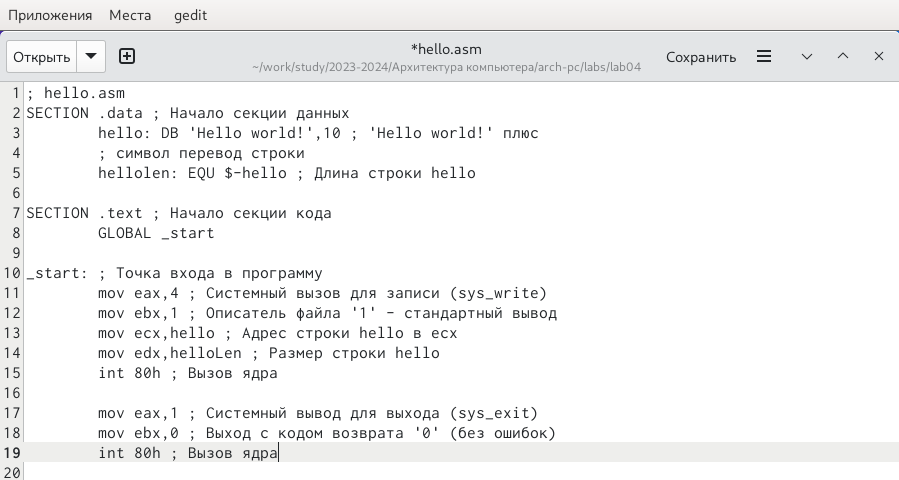 Приложения Места gedit
Открыть *hello.asm Сохранить
~/work/study/2023-2024/Архитектура компьютера/arch-pc/labs/lab04
1 ; hello.asm
2 SECTION .data ; Начало секции данных
3 hello: DB 'Hello world!',10 ; 'Hello world!' плюс
4 ; символ перевод строки
5 hellolen: EQU $-hello ; Длина строки hello
6
7 SECTION .text ; Начало секции кода
8 GLOBAL _start
9
10 _start: ; Точка входа в программу
11 mov eax,4 ; Системный вызов для записи (sys_write)
12 mov ebx,1 ; Описатель файла '1' - стандартный вывод
13 mov ecx,hello ; Адрес строки hello в ecx
14 mov edx,helloLen ; Размер строки hello
15 int 80h ; Вызов ядра
16
17 mov eax,1 ; Системный вывод для выхода (sys_exit)
18 mov ebx,0 ; Выход с кодом возврата '0' (без ошибок)
19 int 80h ; Вызов ядра
20